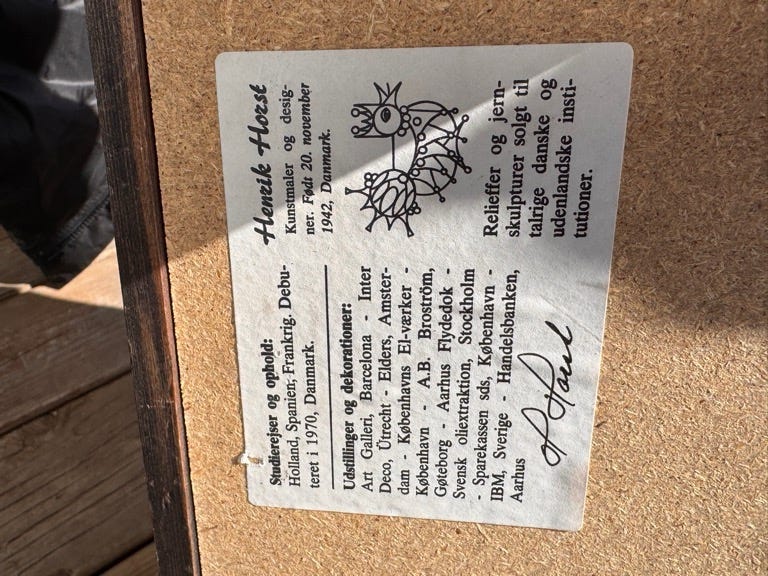 Studierejser og ophold:
Holland, Spanien, Frankrig. Debu-
teret i 1970, Danmark.
Udstillinger og dekorationer:
Art Galleri, Barcelona - Inter
Deco, Utrecht - Elders, Amster-
dam - Københavns El-værker -
København - A.B. Broström,
Gøteborg - Aarhus Flydedok -
Svensk oliextraktion, Stockholm
- Sparekassen sds, København -
IBM, Sverige - Handelsbanken,
Aarhus
Henrik Horst
Kunstmaler og desig-
ner. Født 20. november
1942, Danmark.
Relieffer og jern-
skulpturer solgt til
talrige danske og
udenlandske insti-
tutioner.